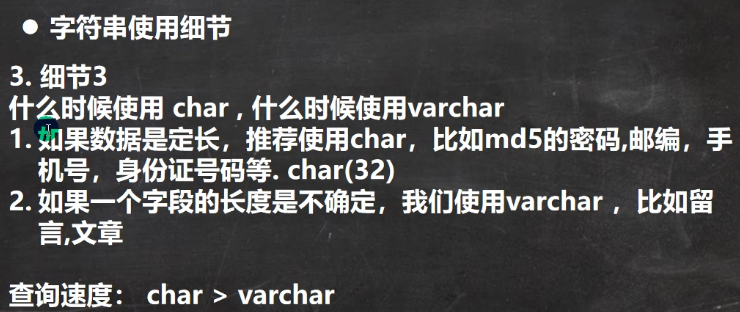 ● 字符串使用细节
3. 细节3
什么时候使用 char , 什么时候使用varchar
1. 如果数据是定长，推荐使用char，比如md5的密码,邮编，手
机号，身份证号码等. char(32)
2. 如果一个字段的长度是不确定，我们使用varchar ，比如留
言,文章
查询速度： char > varchar